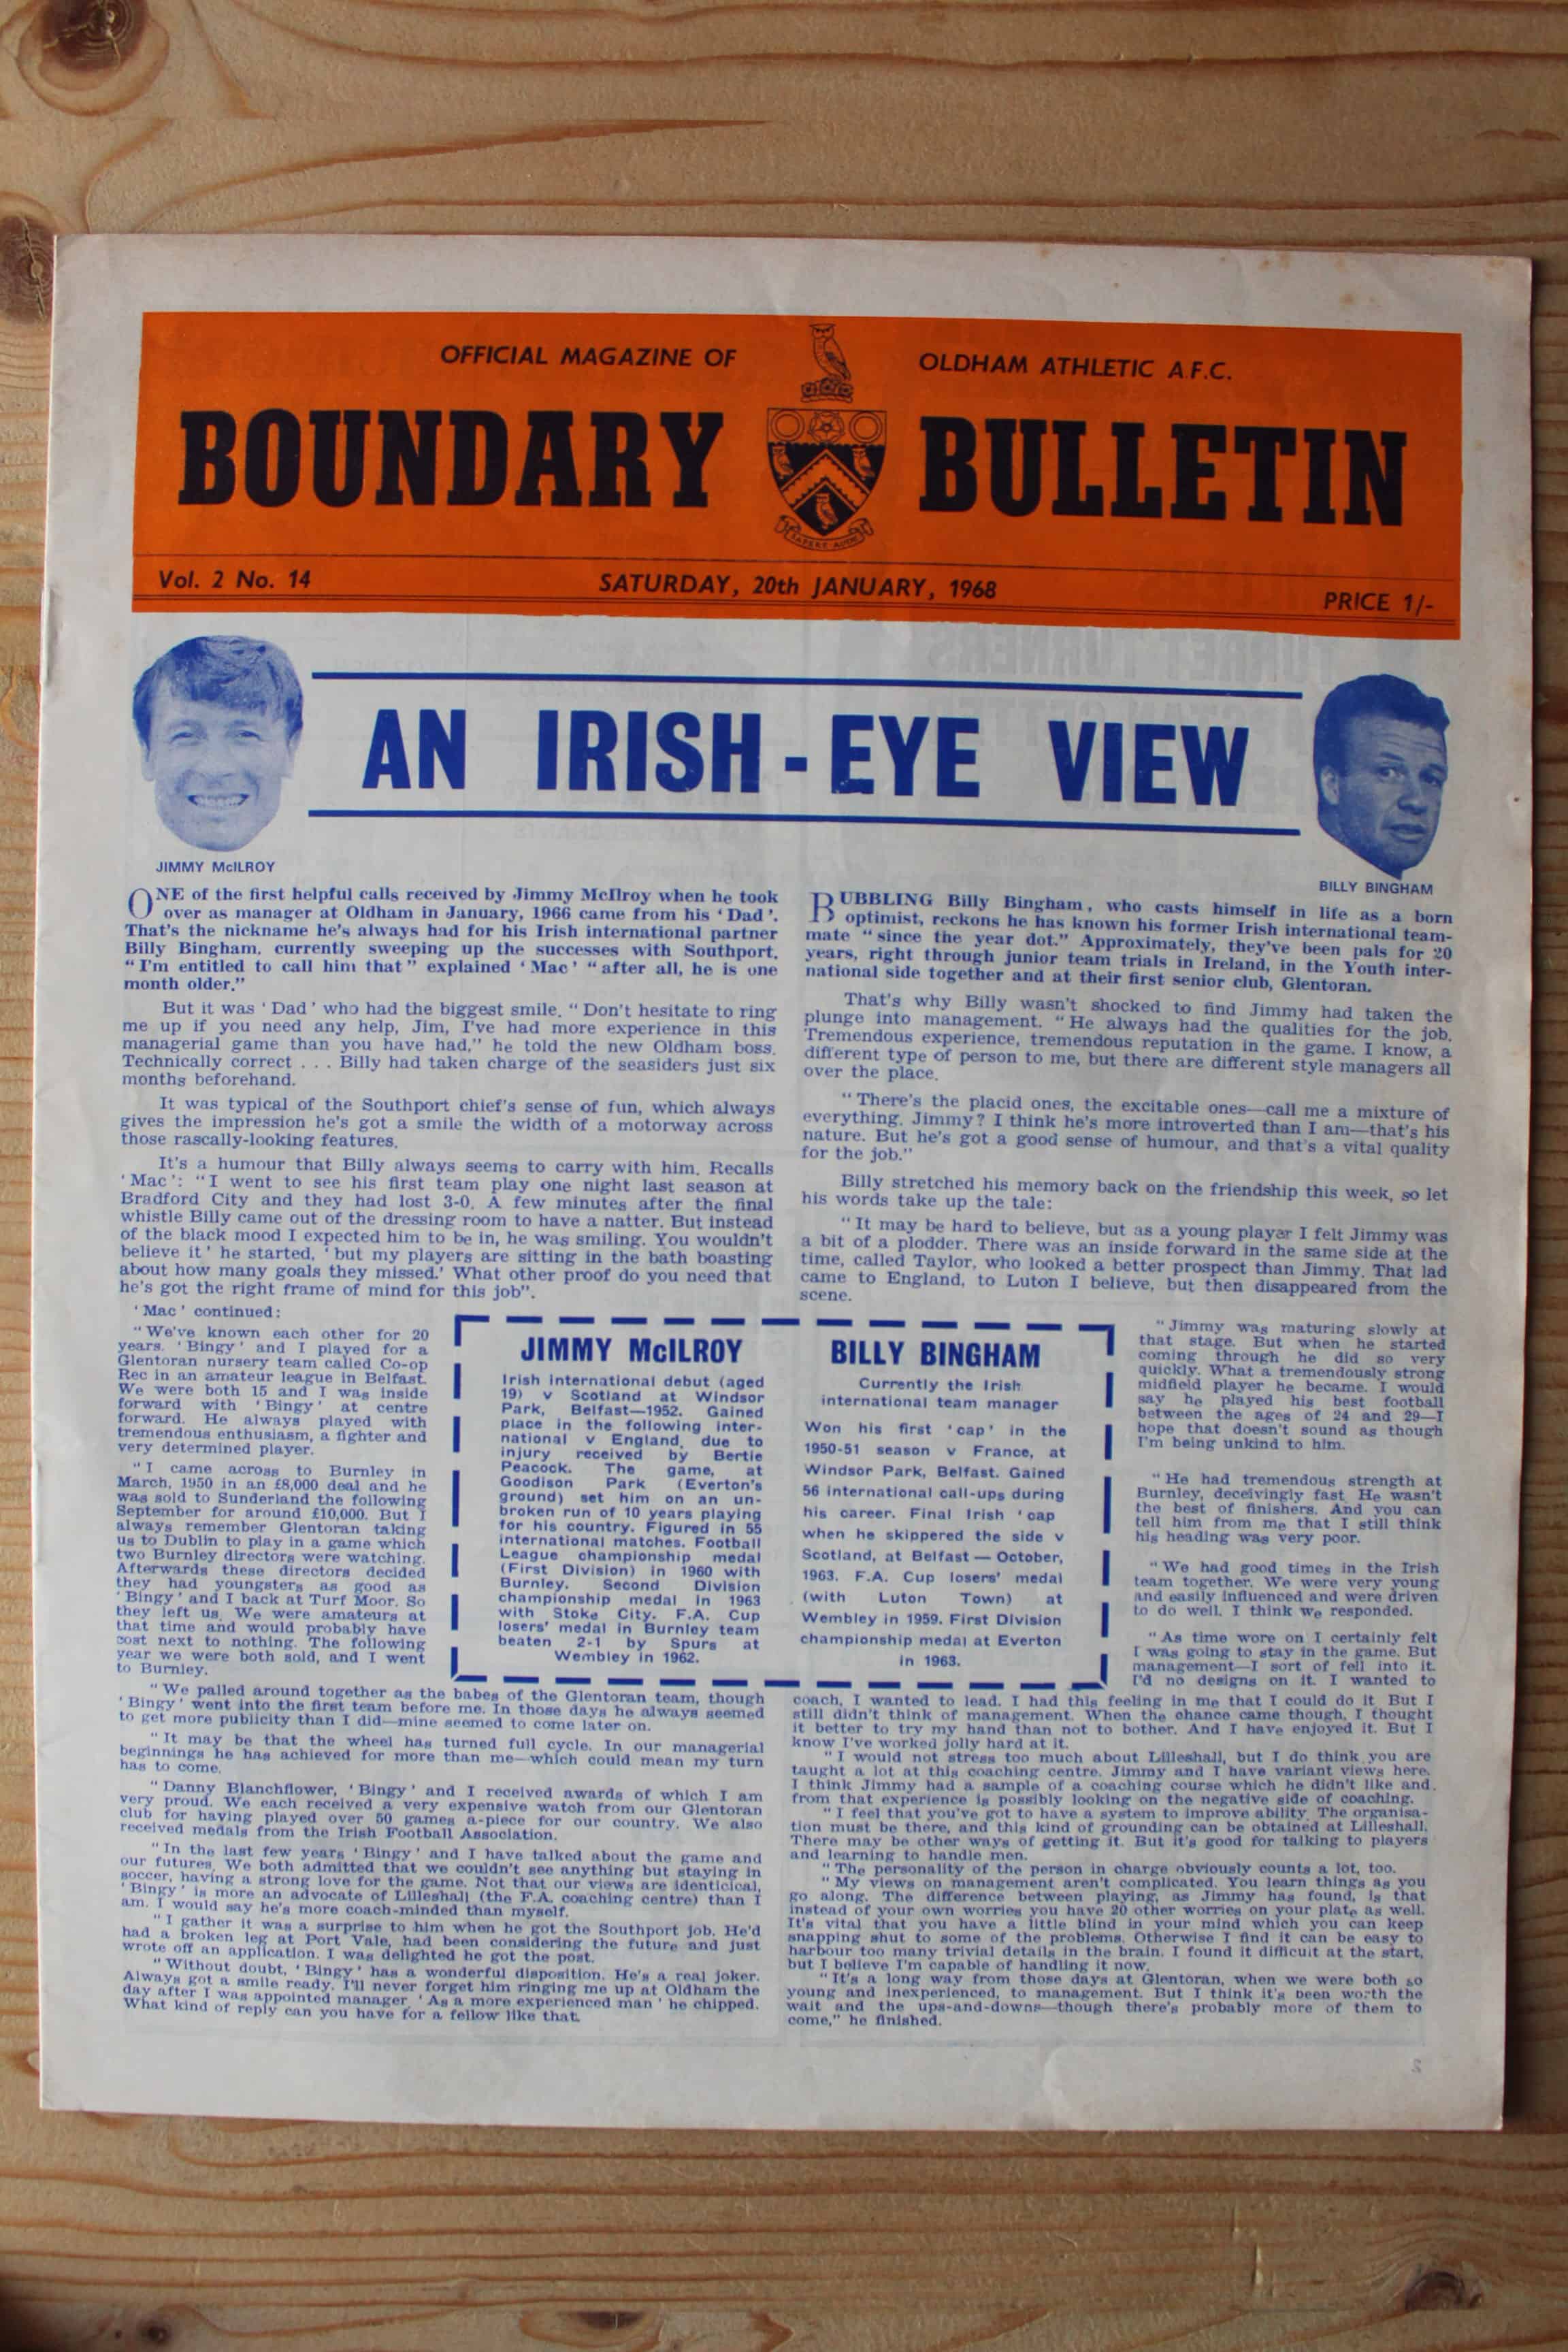 OFFICIAL MAGAZINE OF
OLDHAM ATHLETIC A.F.C.
BOUNDARY BULLETIN
SAPERE AUDE
Vol. 2 No. 14
SATURDAY, 20th JANUARY, 1968
PRICE 1/-
AN IRISH-EYE VIEW
JIMMY McILROY
BILLY BINGHAM
ONE of the first helpful calls received by Jimmy McIlroy when he took
over as manager at Oldham in January, 1966 came from his ‘ Dad ’.
That's the nickname he's always had for his Irish international partner
Billy Bingham, currently sweeping up the successes with Southport.
“ I'm entitled to call him that ” explained ‘ Mac ’ “ after all, he is one
month older.”
But it was ‘ Dad ’ who had the biggest smile. “ Don't hesitate to ring
me up if you need any help, Jim, I've had more experience in this
managerial game than you have had,” he told the new Oldham boss.
Technically correct . . . Billy had taken charge of the seasiders just six
months beforehand.
It was typical of the Southport chief's sense of fun, which always
gives the impression he's got a smile the width of a motorway across
those rascally-looking features.
It's a humour that Billy always seems to carry with him. Recalls
‘ Mac ’: “ I went to see his first team play one night last season at
Bradford City and they had lost 3-0. A few minutes after the final
whistle Billy came out of the dressing room to have a natter. But instead
of the black mood I expected him to be in, he was smiling. You wouldn't
believe it ’ he started, ‘ but my players are sitting in the bath boasting
about how many goals they missed.’ What other proof do you need that
he's got the right frame of mind for this job”.
‘ Mac ’ continued:
“ We've known each other for 20
years. ‘ Bingy ’ and I played for a
Glentoran nursery team called Co-op
Rec in an amateur league in Belfast.
We were both 15 and I was inside
forward with ‘ Bingy ’ at centre
forward. He always played with
tremendous enthusiasm, a fighter and
very determined player.
“ I came across to Burnley in
March, 1950 in an £8,000 deal and he
was sold to Sunderland the following
September for around £10,000. But I
always remember Glentoran taking
us to Dublin to play in a game which
two Burnley directors were watching.
Afterwards these directors decided
they had youngsters as good as
‘ Bingy ’ and I back at Turf Moor. So
they left us. We were amateurs at
that time and would probably have
cost next to nothing. The following
year we were both sold, and I went
to Burnley.
“ We palled around together as the babes of the Glentoran team, though
‘ Bingy ’ went into the first team before me. In those days he always seemed
to get more publicity than I did—mine seemed to come later on.
“ It may be that the wheel has turned full cycle. In our managerial
beginnings he has achieved for more than me—which could mean my turn
has to come.
“ Danny Blanchflower, ‘ Bingy ’ and I received awards of which I am
very proud. We each received a very expensive watch from our Glentoran
club for having played over 50 games a-piece for our country. We also
received medals from the Irish Football Association.
“ In the last few years ‘ Bingy ’ and I have talked about the game and
our futures. We both admitted that we couldn't see anything but staying in
soccer, having a strong love for the game. Not that our views are identicical,
‘ Bingy ’ is more an advocate of Lilleshall (the F.A. coaching centre) than I
am. I would say he's more coach-minded than myself.
“ I gather it was a surprise to him when he got the Southport job. He'd
had a broken leg at Port Vale, had been considering the future and just
wrote off an application. I was delighted he got the post.
“ Without doubt, ‘ Bingy ’ has a wonderful disposition. He's a real joker.
Always got a smile ready. I'll never forget him ringing me up at Oldham the
day after I was appointed manager ‘ As a more experienced man ’ he chipped.
What kind of reply can you have for a fellow like that.
JIMMY McILROY
Irish international debut (aged
19) v Scotland at Windsor
Park, Belfast—1952. Gained
place in the following inter-
national v England, due to
injury received by Bertie
Peacock. The game, at
Goodison Park (Everton's
ground) set him on an un-
broken run of 10 years playing
for his country. Figured in 55
international matches. Football
League championship medal
(First Division) in 1960 with
Burnley. Second Division
championship medal in 1963
with Stoke City. F.A. Cup
losers' medal in Burnley team
beaten 2-1 by Spurs at
Wembley in 1962.
BILLY BINGHAM
Currently the Irish
international team manager
Won his first ‘cap’ in the
1950-51 season v France, at
Windsor Park, Belfast. Gained
56 international call-ups during
his career. Final Irish ‘ cap
when he skippered the side v
Scotland, at Belfast — October,
1963. F.A. Cup losers' medal
(with Luton Town) at
Wembley in 1959. First Division
championship medal at Everton
in 1963.
BUBBLING Billy Bingham, who casts himself in life as a born
optimist, reckons he has known his former Irish international team-
mate “ since the year dot.” Approximately, they've been pals for 20
years, right through junior team trials in Ireland, in the Youth inter-
national side together and at their first senior club, Glentoran.
That's why Billy wasn't shocked to find Jimmy had taken the
plunge into management. “ He always had the qualities for the job.
Tremendous experience, tremendous reputation in the game. I know, a
different type of person to me, but there are different style managers all
over the place.
“ There's the placid ones, the excitable ones—call me a mixture of
everything. Jimmy? I think he's more introverted than I am—that's his
nature. But he's got a good sense of humour, and that's a vital quality
for the job.”
Billy stretched his memory back on the friendship this week, so let
his words take up the tale:
“ It may be hard to believe, but as a young player I felt Jimmy was
a bit of a plodder. There was an inside forward in the same side at the
time, called Taylor, who looked a better prospect than Jimmy. That lad
came to England, to Luton I believe, but then disappeared from the
scene.
“ Jimmy was maturing slowly at
that stage. But when he started
coming through he did so very
quickly. What a tremendously strong
midfield player he became. I would
say he played his best football
between the ages of 24 and 29—I
hope that doesn't sound as though
I'm being unkind to him.
“ He had tremendous strength at
Burnley, deceivingly fast. He wasn't
the best of finishers. And you can
tell him from me that I still think
his heading was very poor.
“ We had good times in the Irish
team together. We were very young
and easily influenced and were driven
to do well. I think we responded.
“ As time wore on I certainly felt
I was going to stay in the game. But
management—I sort of fell into it.
I'd no designs on it. I wanted to
coach, I wanted to lead. I had this feeling in me that I could do it. But I
still didn't think of management. When the chance came though, I thought
it better to try my hand than not to bother. And I have enjoyed it. But I
know I've worked jolly hard at it.
“ I would not stress too much about Lilleshall, but I do think you are
taught a lot at this coaching centre. Jimmy and I have variant views here.
I think Jimmy had a sample of a coaching course which he didn't like and
from that experience is possibly looking on the negative side of coaching.
“ I feel that you've got to have a system to improve ability. The organisa-
tion must be there, and this kind of grounding can be obtained at Lilleshall.
There may be other ways of getting it. But it's good for talking to players
and learning to handle men.
“ The personality of the person in charge obviously counts a lot, too.
“ My views on management aren't complicated. You learn things as you
go along. The difference between playing, as Jimmy has found, is that
instead of your own worries you have 20 other worries on your plate as well.
It's vital that you have a little blind in your mind which you can keep
snapping shut to some of the problems. Otherwise I find it can be easy to
harbour too many trivial details in the brain. I found it difficult at the start,
but I believe I'm capable of handling it now.
“ It's a long way from those days at Glentoran, when we were both so
young and inexperienced, to management. But I think it's been worth the
wait and the ups-and-downs—though there's probably more of them to
come,” he finished.